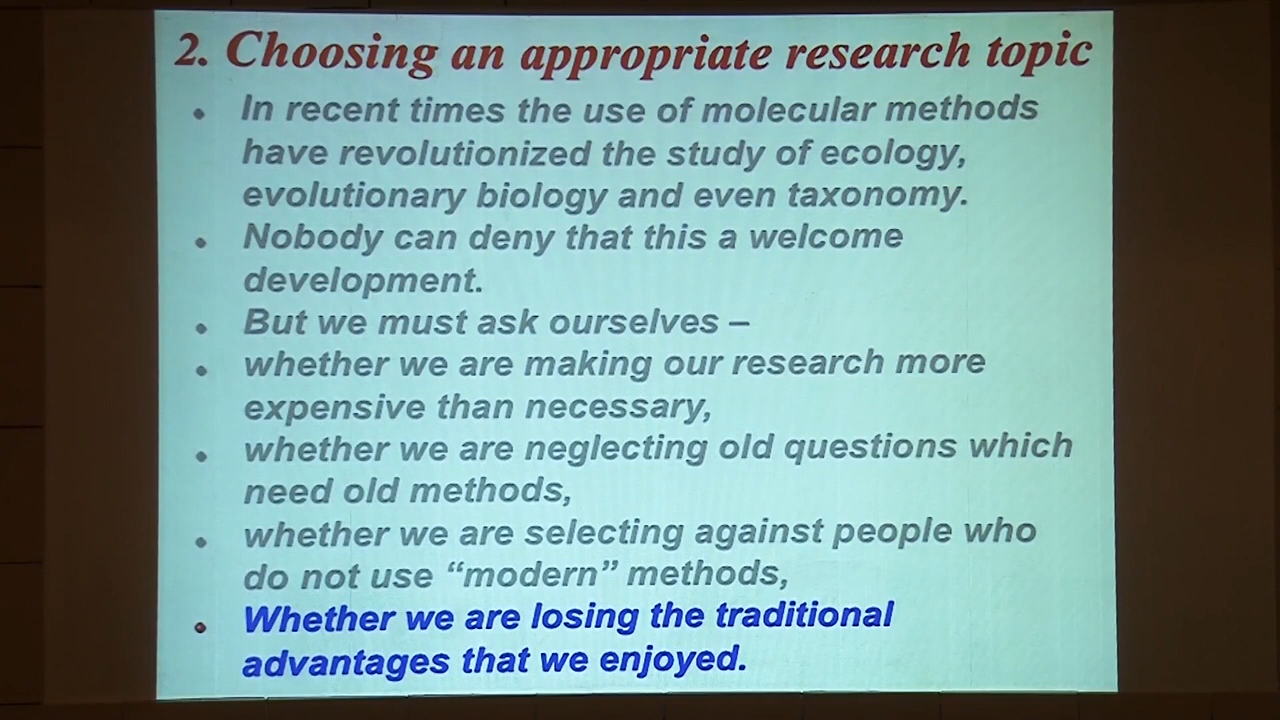 2. Choosing an appropriate research topic
• In recent times the use of molecular methods
have revolutionized the study of ecology,
evolutionary biology and even taxonomy.
• Nobody can deny that this a welcome
development.
• But we must ask ourselves –
• whether we are making our research more
expensive than necessary,
• whether we are neglecting old questions which
need old methods,
• whether we are selecting against people who
do not use “modern” methods,
• Whether we are losing the traditional
advantages that we enjoyed.